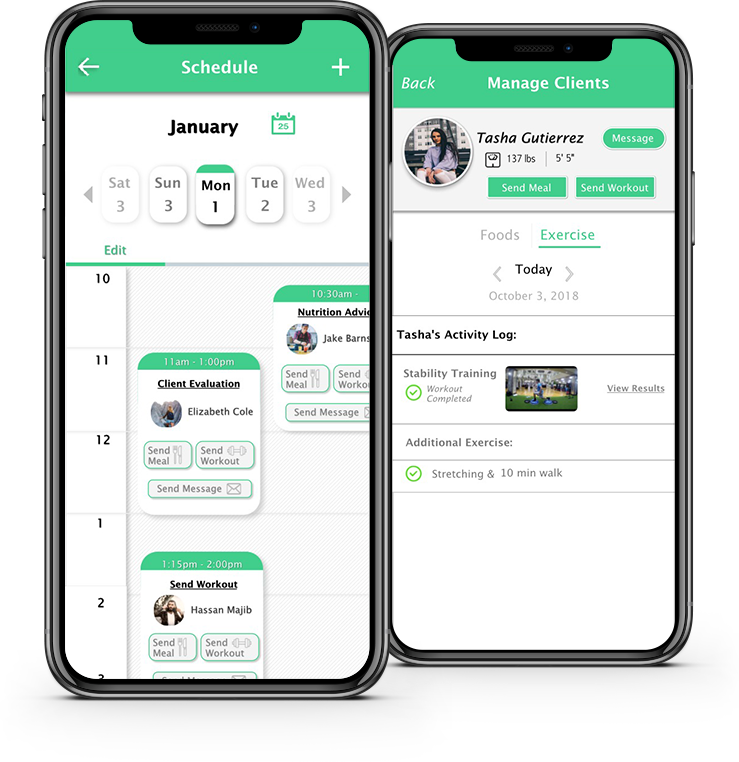 Schedule
January
25
Sat
3
Sun
3
Mon
1
Tue
2
Wed
3
Edit
10
11
12
1
2
10:30am -
Nutrition Advic
Jake Barns
Send
Meal
Send
Workou
Send Message
11am - 1:00pm
Client Evaluation
Elizabeth Cole
Send
Meal
Send
Workout
Send Message
1:15pm - 2:00pm
Send Workout
Hassan Majib
Send
Meal
Send
Workout
Back
Manage Clients
Tasha Gutierrez
Message
137 lbs
5' 5"
Send Meal
Send Workout
Foods
Exercise
Today
October 3, 2018
Tasha's Activity Log:
Stability Training
Workout
Completed
View Results
Additional Exercise:
Stretching & 10 min walk